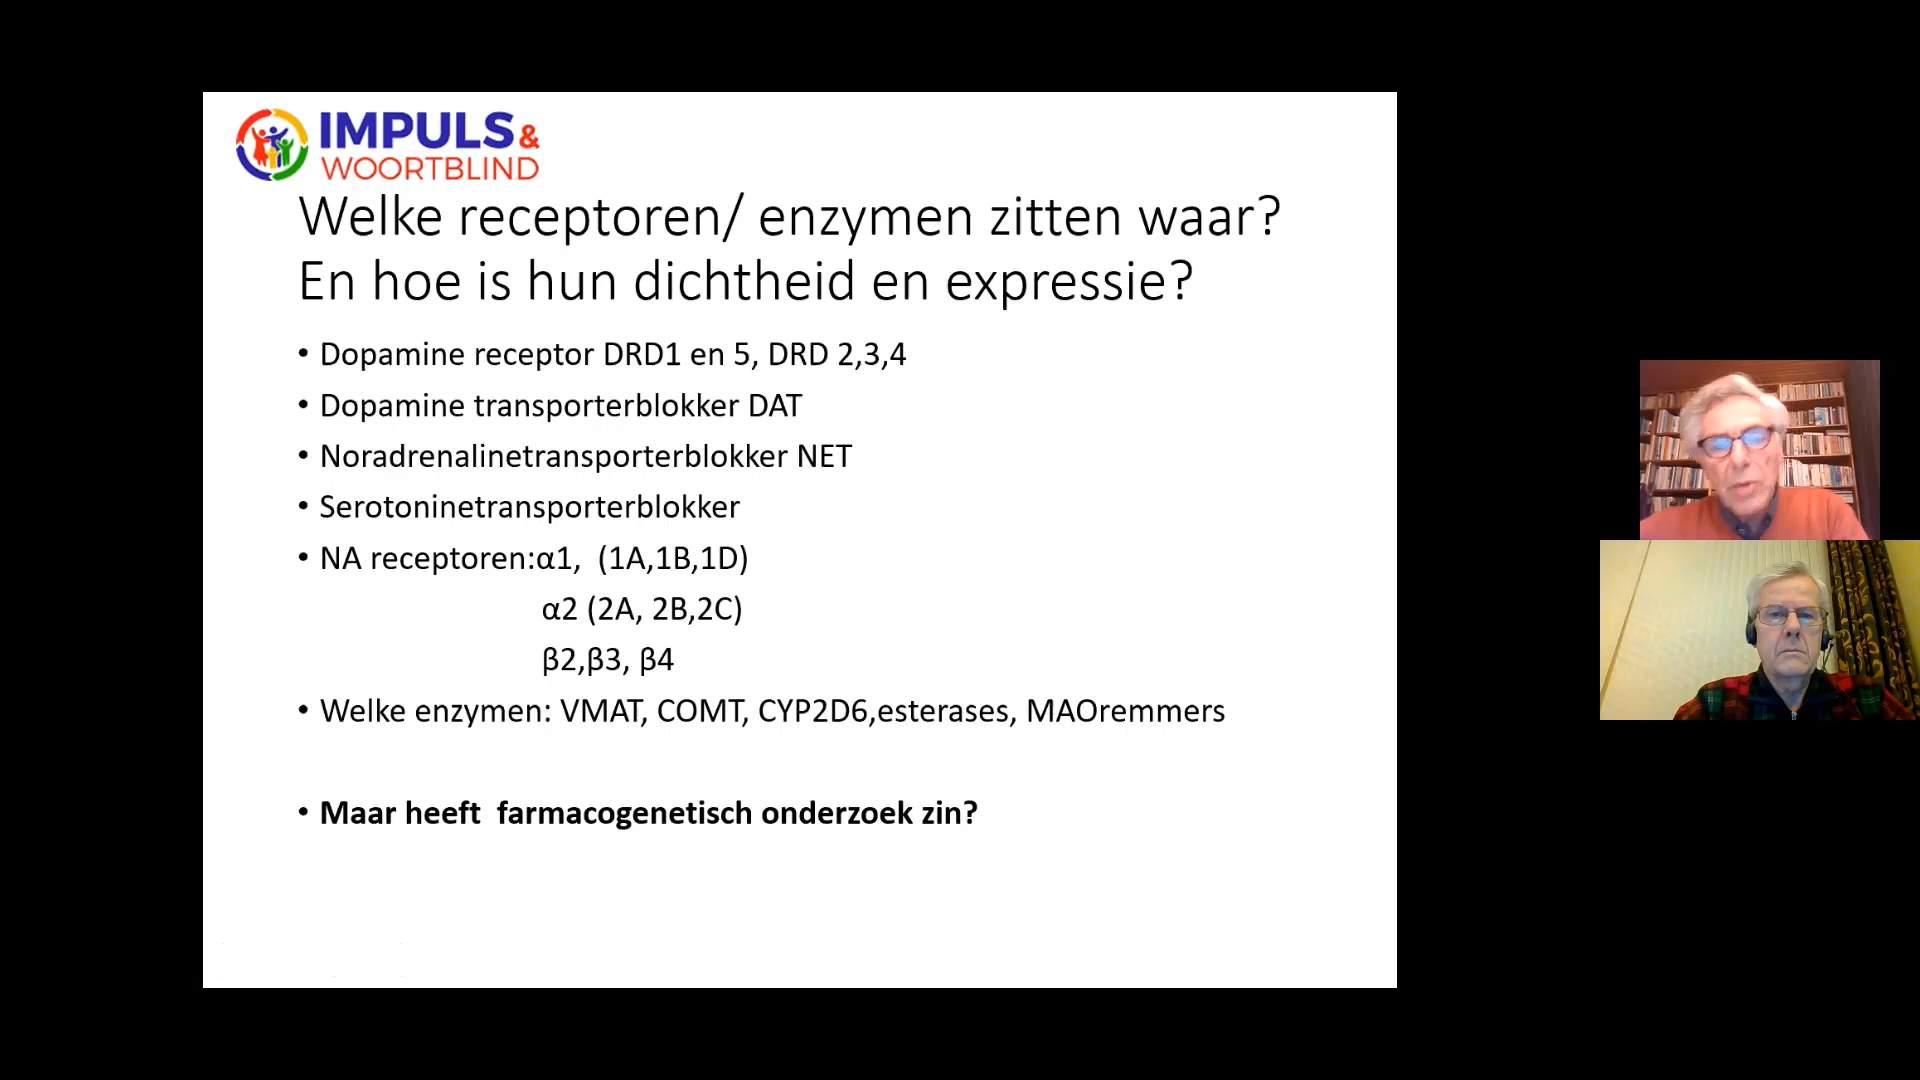 IMPULS &
WOORTBLIND
Welke receptoren/ enzymen zitten waar?
En hoe is hun dichtheid en expressie?
• Dopamine receptor DRD1 en 5, DRD 2,3,4
• Dopamine transporterblokker DAT
• Noradrenalinetransporterblokker NET
• Serotoninetransporterblokker
• NA receptoren:α1, (1A,1B,1D)
α2 (2A, 2B,2C)
β2,β3, β4
• Welke enzymen: VMAT, COMT, CYP2D6,esterases, MAOremmers
• Maar heeft farmacogenetisch onderzoek zin?